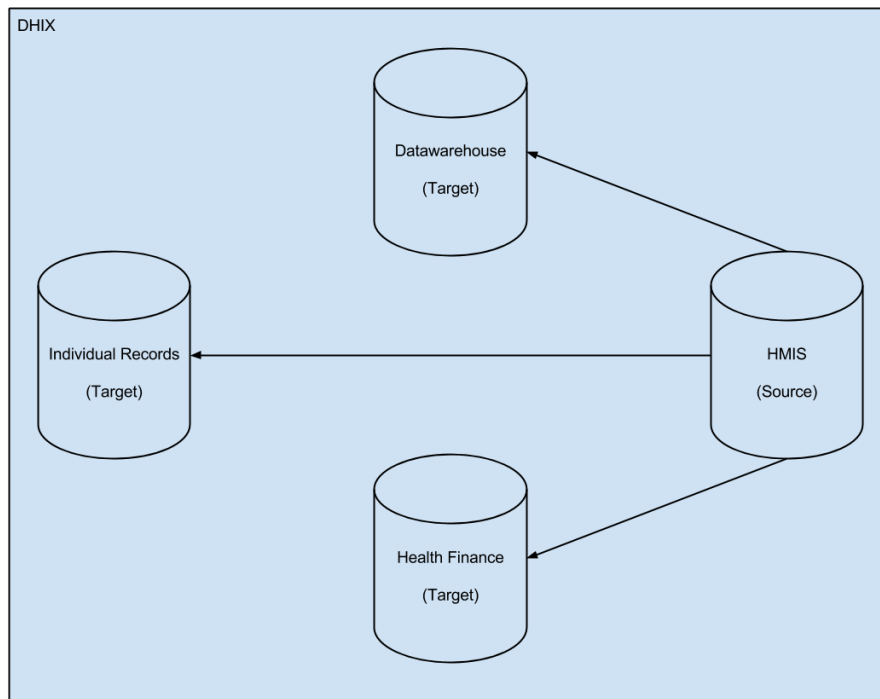 DHIX
Datawarehouse
(Target)
Individual Records
(Target)
HMIS
(Source)
Health Finance
(Target)